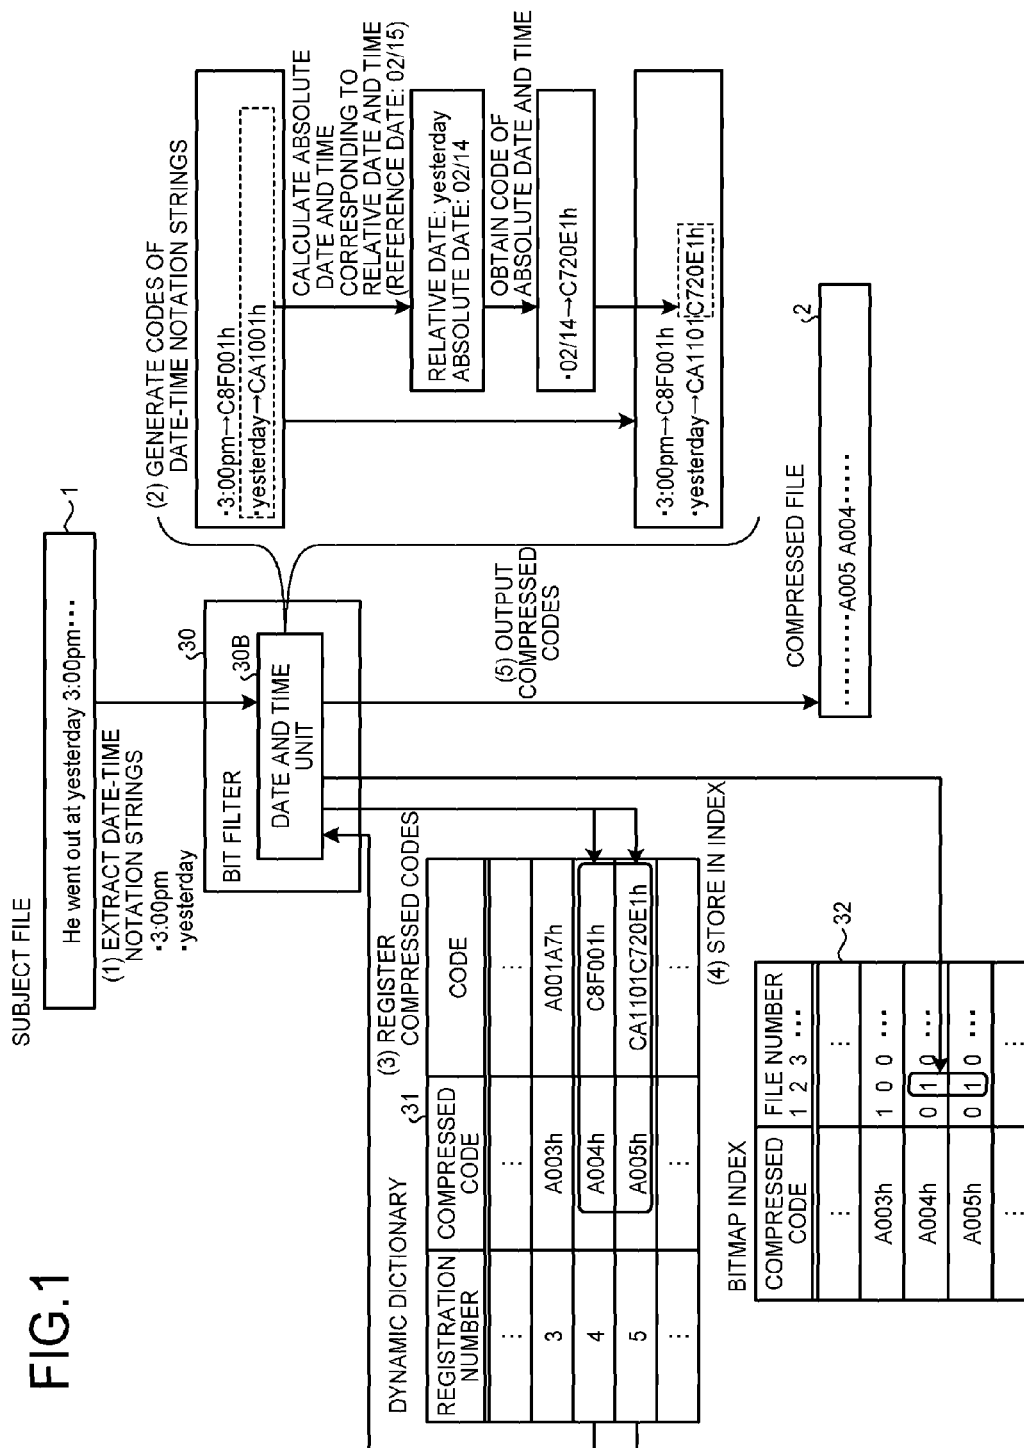 FIG.1
SUBJECT FILE
He went out at yesterday 3:00pm···
1
(1) EXTRACT DATE-TIME
NOTATION STRINGS
·3:00pm
·yesterday
30
BIT FILTER
30B
DATE AND TIME
UNIT
(2) GENERATE CODES OF
DATE-TIME NOTATION STRINGS
·3:00pm→C8F001h
·yesterday→CA1001h
CALCULATE ABSOLUTE
DATE AND TIME
CORRESPONDING TO
RELATIVE DATE AND TIME
(REFERENCE DATE: 02/15)
RELATIVE DATE: yesterday
ABSOLUTE DATE: 02/14
OBTAIN CODE OF
ABSOLUTE DATE AND TIME
·02/14→C720E1h
·3:00pm→C8F001h
·yesterday→CA1101C720E1h
(3) REGISTER
COMPRESSED CODES
DYNAMIC DICTIONARY
31
REGISTRATION
NUMBER
COMPRESSED
CODE
CODE
⋮ ⋮ ⋮
3 A003h A001A7h
4 A004h C8F001h
5 A005h CA1101C720E1h
⋮ ⋮ ⋮
(4) STORE IN INDEX
BITMAP INDEX
32
COMPRESSED
CODE
FILE NUMBER
1 2 3 ···
⋮ ⋮
A003h 1 0 0 ···
A004h 0 1 0 ···
A005h 0 1 0 ···
⋮
(5) OUTPUT
COMPRESSED
CODES
COMPRESSED FILE
2
·········A005 A004······